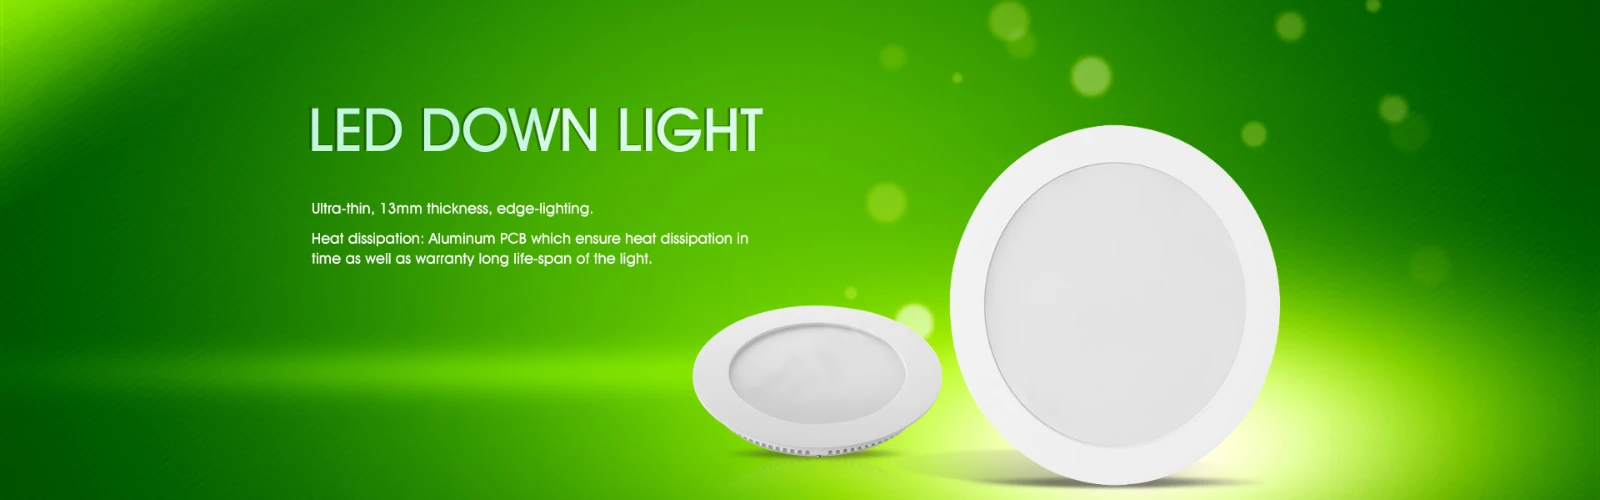 LED DOWN LIGHT
Ultra-thin, 13mm thickness, edge-lighting.
Heat dissipation: Aluminum PCB which ensure heat dissipation in
time as well as warranty long life-span of the light.